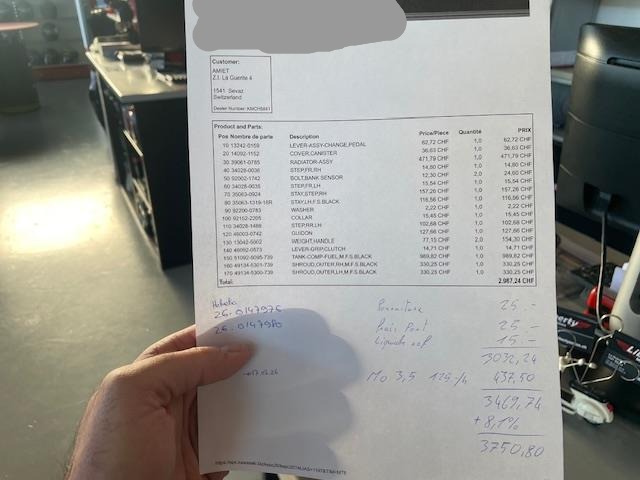 Customer:
AMIET
Z.I. La Guerite 4
1541 Sevaz
Switzerland
Product and Parts:
Pos Nombre de parte Description Price/Piece Quantité PRIX
10 13242-0159 LEVER-ASSY-CHANGE,PEDAL 62,72 CHF 1,0 62,72 CHF
20 14092-1152 COVER,CANISTER 36,63 CHF 1,0 36,63 CHF
30 39061-0785 RADIATOR-ASSY 471,79 CHF 1,0 471,79 CHF
40 34028-0036 STEP,FR,RH 14,80 CHF 1,0 14,80 CHF
50 92002-1742 BOLT,BANK SENSOR 12,30 CHF 2,0 24,60 CHF
60 34028-0035 STEP,FR,LH 15,54 CHF 1,0 15,54 CHF
70 35063-0924 STAY,STEP,RH 157,26 CHF 1,0 157,26 CHF
80 35063-1319-18R STAY,LH,F.S.BLACK 116,56 CHF 1,0 116,56 CHF
90 92200-0783 WASHER 2,22 CHF 1,0 2,22 CHF
100 92152-2205 COLLAR 15,45 CHF 1,0 15,45 CHF
110 34028-1488 STEP,RR,LH 102,68 CHF 1,0 102,68 CHF
120 46003-0742 GUIDON 127,66 CHF 1,0 127,66 CHF
130 13042-5002 WEIGHT,HANDLE 77,15 CHF 2,0 154,30 CHF
140 46092-0573 LEVER-GRIP,CLUTCH 14,71 CHF 1,0 14,71 CHF
150 51092-5095-739 TANK-COMP-FUEL,M.F.S.BLACK 989,82 CHF 1,0 989,82 CHF
160 49134-5301-739 SHROUD,OUTER,RH,M.F.S.BLACK 330,25 CHF 1,0 330,25 CHF
170 49134-5300-739 SHROUD,OUTER,LH,M.F.S.BLACK 330,25 CHF 1,0 330,25 CHF
Total: 2.987,24 CHF
26.0147976
26.0147980
Fourniture 25.-
Frais Pont 25.-
Liquide ref 15.-
3032,24
Mo 3,5 125/h 437,50
3469,74
+ 8,1%
3750,80